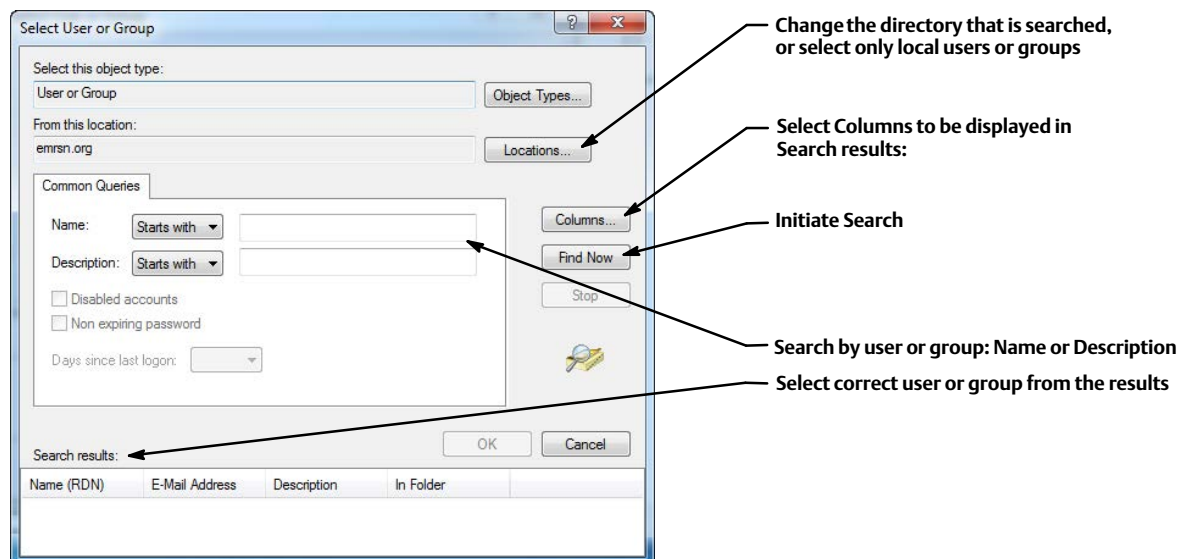 Select User or Group
Select this object type:
User or Group
Object Types...
From this location:
emrsn.org
Locations...
Common Queries
Name:
Starts with
Columns...
Description:
Starts with
Find Now
Disabled accounts
Stop
Non expiring password
Days since last logon:
OK
Cancel
Search results:
Name (RDN)
E-Mail Address
Description
In Folder
Change the directory that is searched,
or select only local users or groups
Select Columns to be displayed in
Search results:
Initiate Search
Search by user or group: Name or Description
Select correct user or group from the results